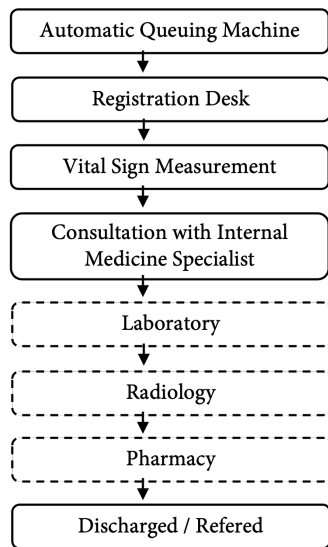 Automatic Queuing Machine
Registration Desk
Vital Sign Measurement
Consultation with Internal
Medicine Specialist
Laboratory
Radiology
Pharmacy
Discharged / Refered